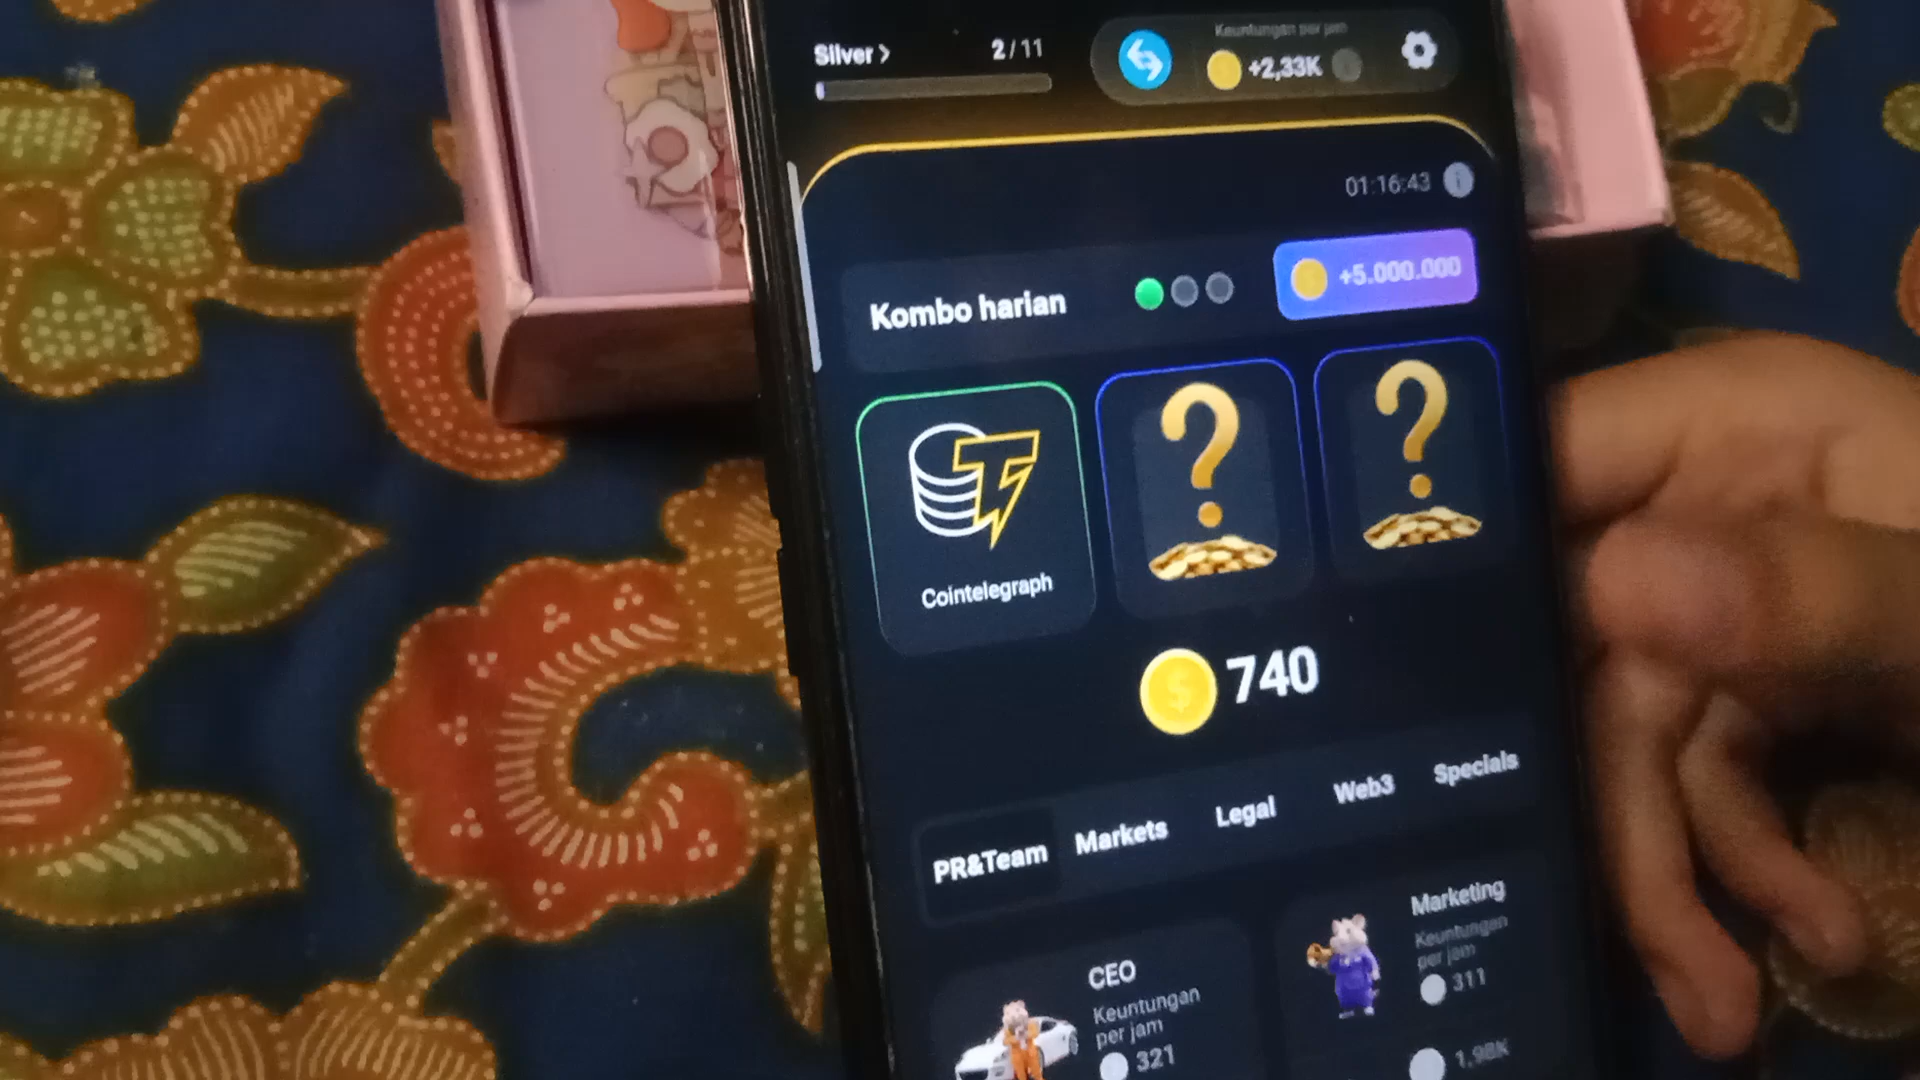 Silver >
2/11
Keuntungan per jam
+2,33K
01:16:43
Kombo harian
+5.000.000
Cointelegraph
740
PR&Team
Markets
Legal
Web3
Specials
CEO
Keuntungan
per jam
321
Marketing
Keuntungan
per jam
311
1,98K